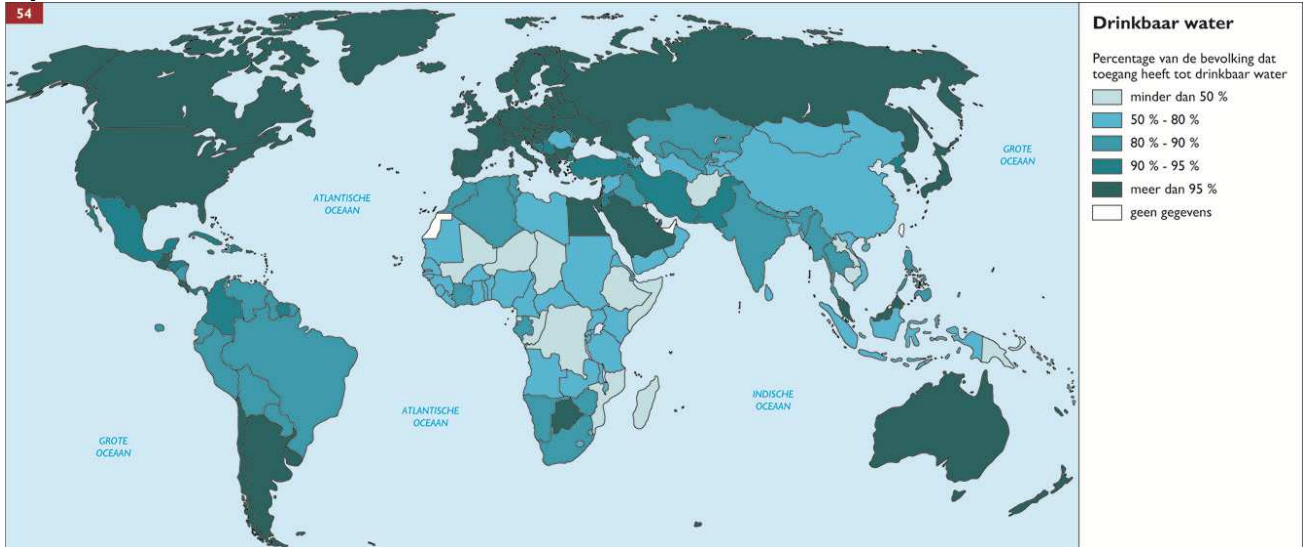 54
Drinkbaar water
Percentage van de bevolking dat
toegang heeft tot drinkbaar water
minder dan 50 %
50 % - 80 %
80 % - 90 %
90 % - 95 %
meer dan 95 %
geen gegevens
GROTE
OCEAAN
ATLANTISCHE
OCEAAN
INDISCHE
OCEAAN
ATLANTISCHE
OCEAAN
GROTE
OCEAAN